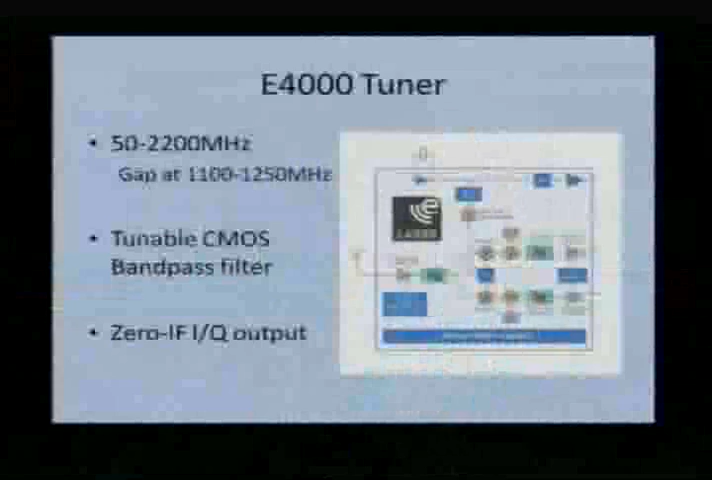 E4000 Tuner
• 50-2200MHz
Gap at 1100-1250MHz
• Tunable CMOS
Bandpass filter
• Zero-IF I/Q output